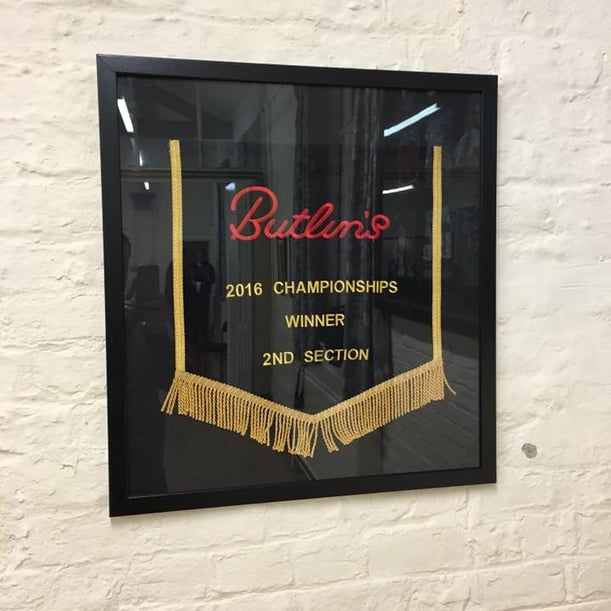 Butlin's
2016 CHAMPIONSHIPS
WINNER
2ND SECTION